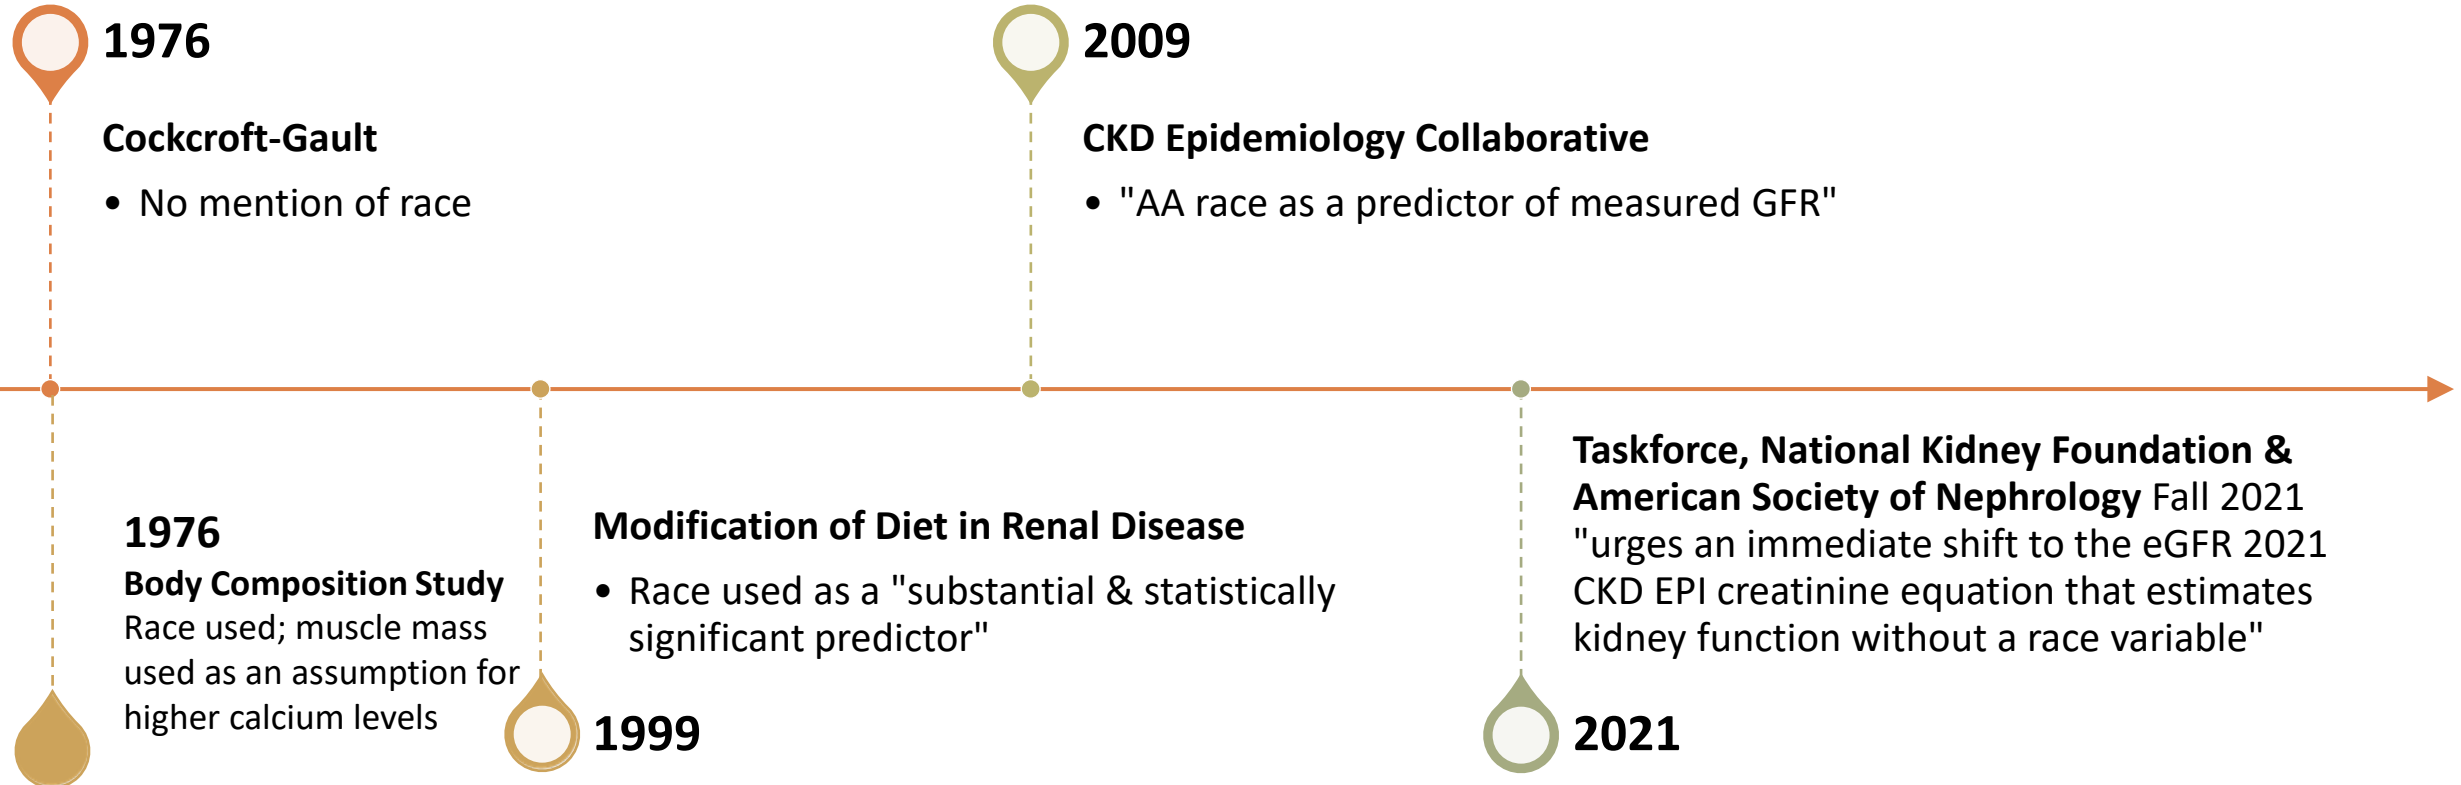 1976
Cockcroft-Gault
• No mention of race
1976
Body Composition Study
Race used; muscle mass
used as an assumption for
higher calcium levels
Modification of Diet in Renal Disease
• Race used as a "substantial & statistically
significant predictor"
1999
2009
CKD Epidemiology Collaborative
• "AA race as a predictor of measured GFR"
Taskforce, National Kidney Foundation &
American Society of Nephrology Fall 2021
"urges an immediate shift to the eGFR 2021
CKD EPI creatinine equation that estimates
kidney function without a race variable"
2021